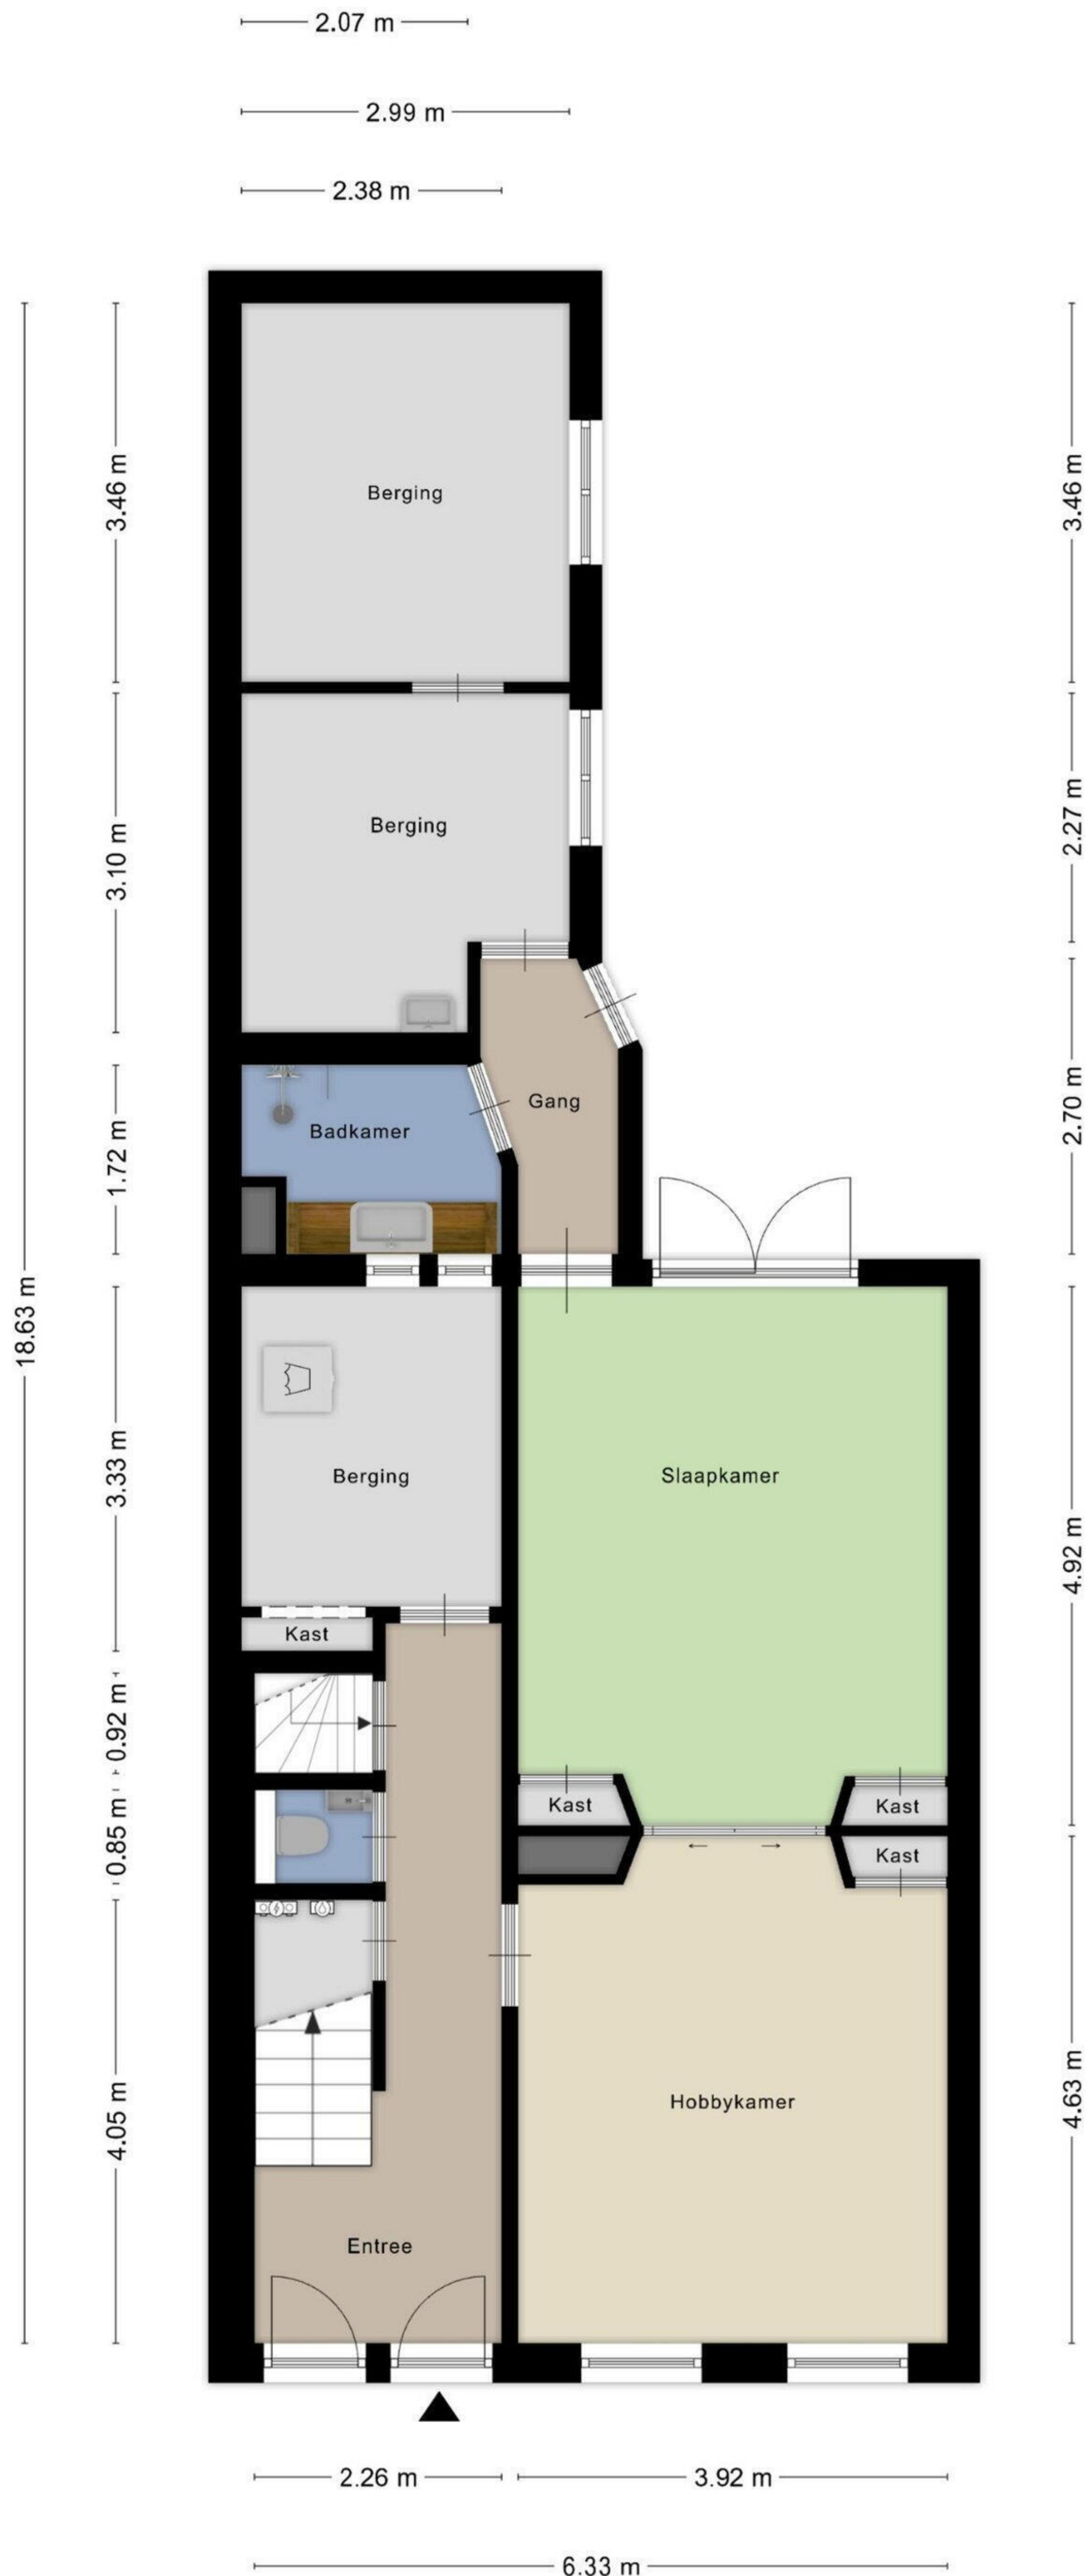 2.07 m
2.99 m
2.38 m
3.46 m
3.46 m
Berging
Berging
2.27 m
3.10 m
Gang
2.70 m
Badkamer
1.72 m
18.63 m
3.33 m
Berging
Slaapkamer
4.92 m
Kast
0.92 m
0.85 m
Kast
Kast
Kast
4.05 m
Hobbykamer
4.63 m
Entree
2.26 m
3.92 m
6.33 m